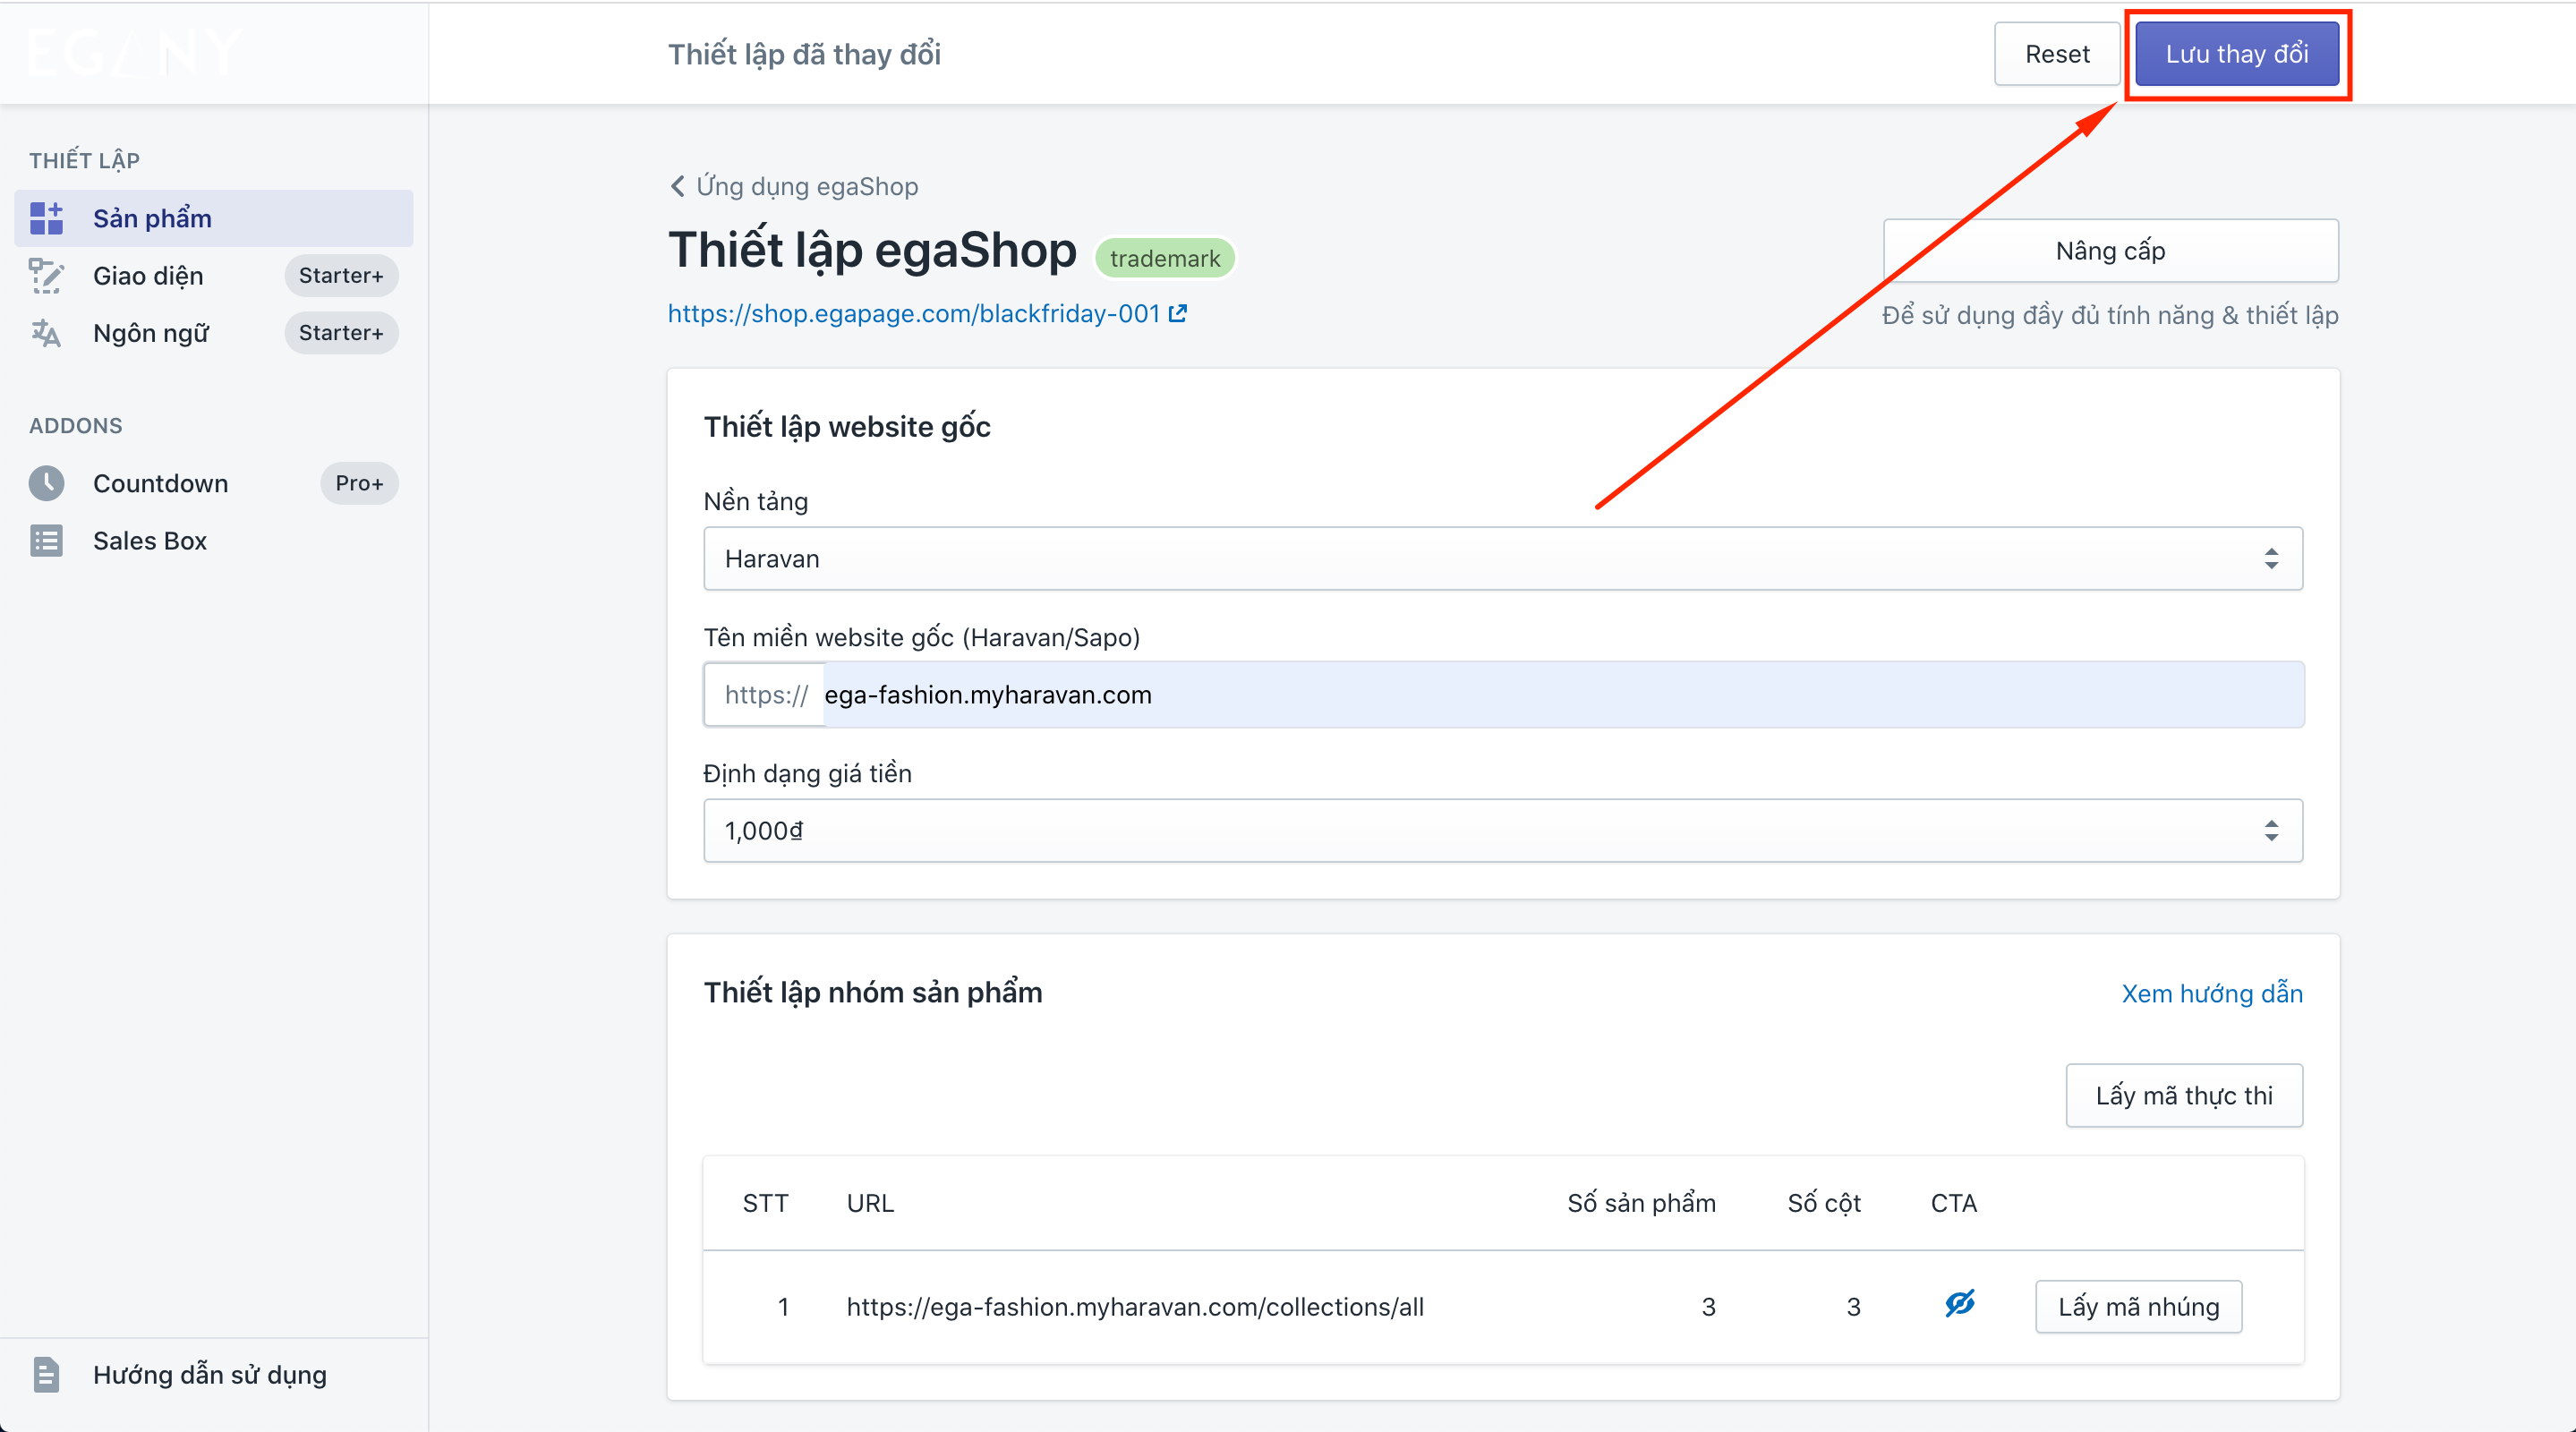 EGANY
Thiết lập đã thay đổi
Reset
Lưu thay đổi
THIẾT LẬP
Sản phẩm
Giao diện Starter+
Ngôn ngữ Starter+
ADDONS
Countdown Pro+
Sales Box
Hướng dẫn sử dụng
Ứng dụng egaShop
Thiết lập egaShop trademark
https://shop.egapage.com/blackfriday-001
Nâng cấp
Để sử dụng đầy đủ tính năng & thiết lập
Thiết lập website gốc
Nền tảng
Haravan
Tên miền website gốc (Haravan/Sapo)
https:// ega-fashion.myharavan.com
Định dạng giá tiền
1,000₫
Thiết lập nhóm sản phẩm
Xem hướng dẫn
Lấy mã thực thi
STT URL Số sản phẩm Số cột CTA
1 https://ega-fashion.myharavan.com/collections/all 3 3 Lấy mã nhúng